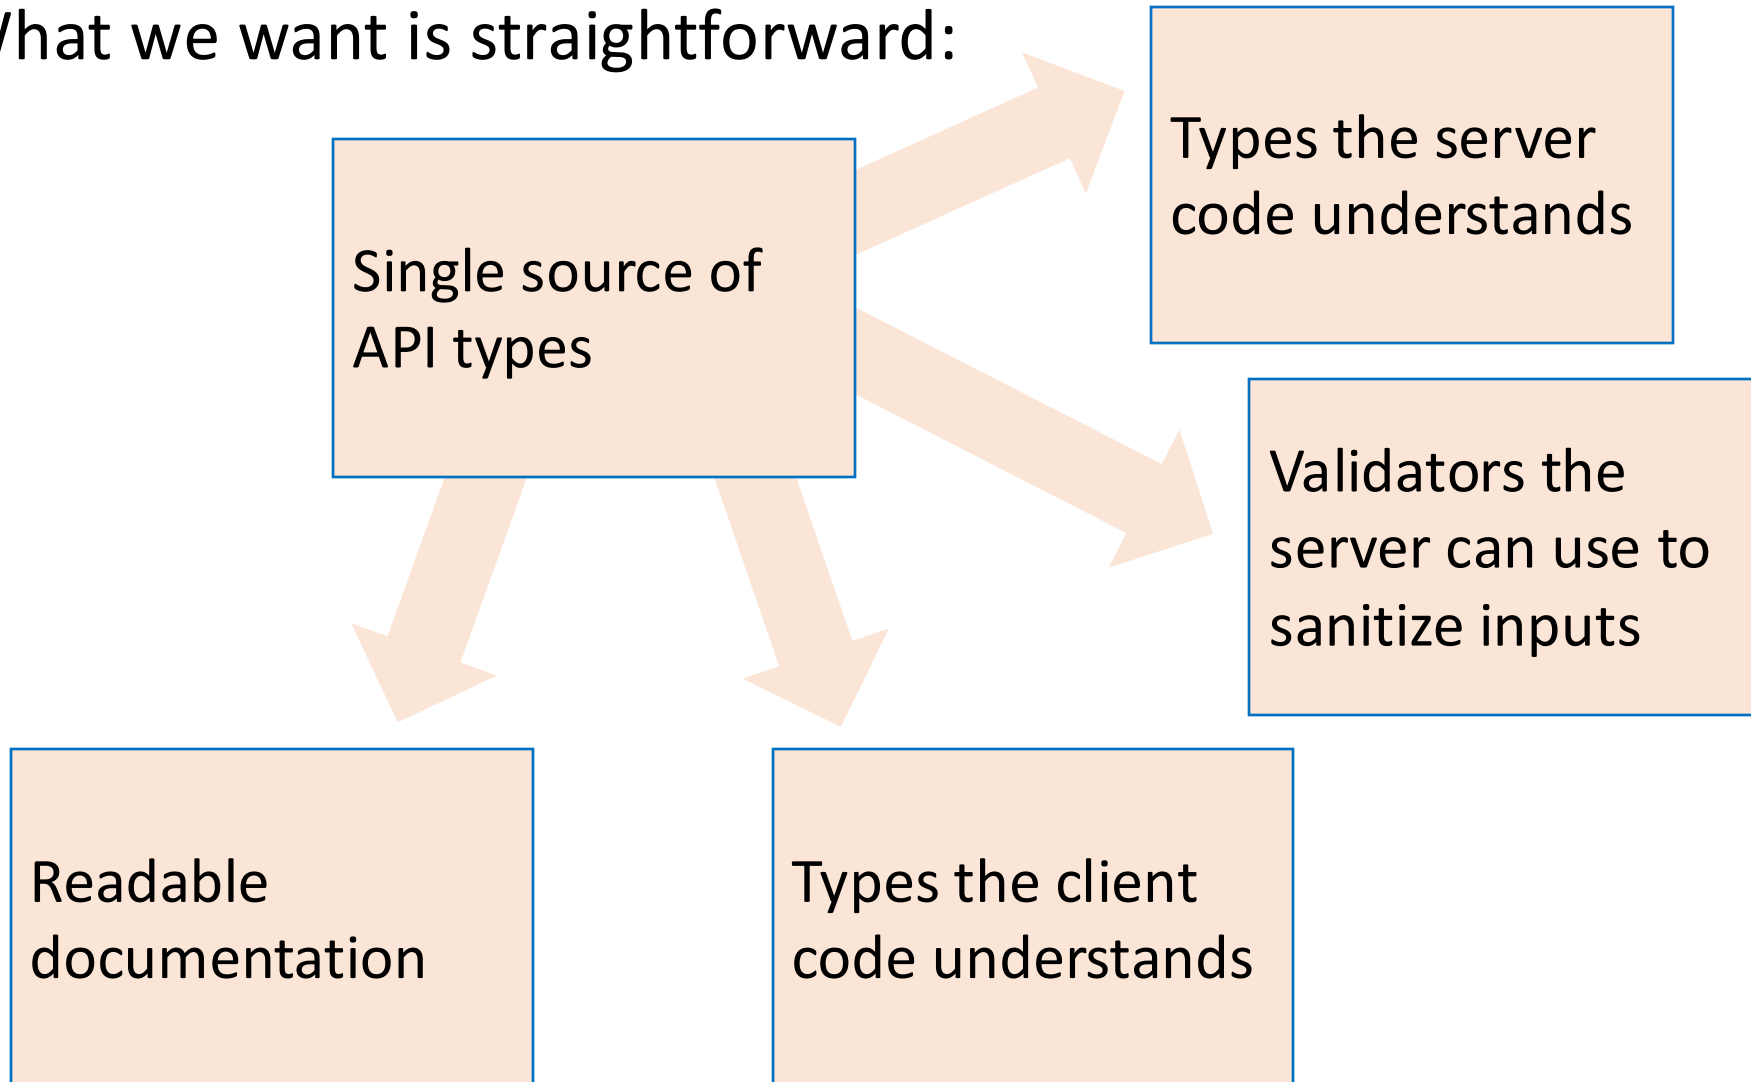 What we want is straightforward:
Single source of
API types
Types the server
code understands
Validators the
server can use to
sanitize inputs
Readable
documentation
Types the client
code understands